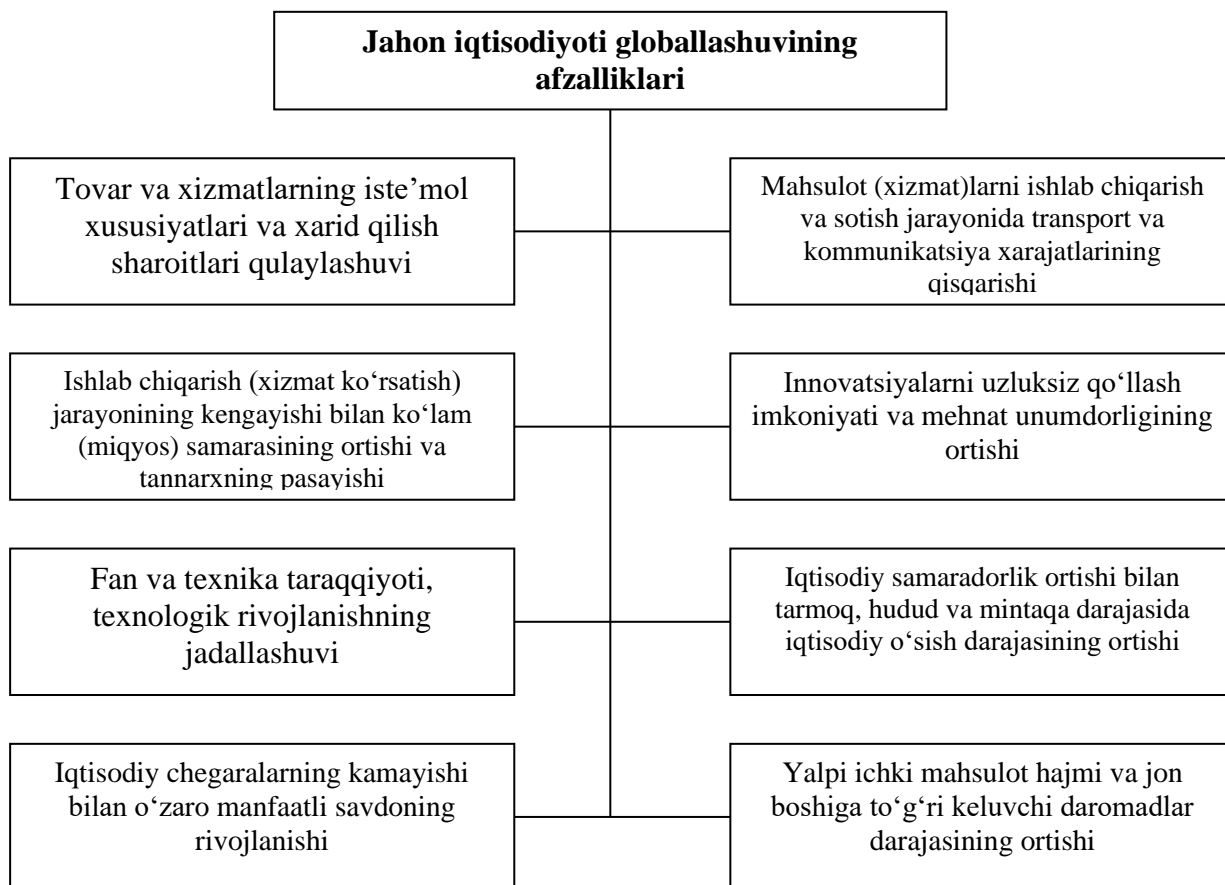 Jahon iqtisodiyoti globallashuvining
afzalliklari
Tovar va xizmatlarning iste’mol
xususiyatlari va xarid qilish
sharoitlari qulaylashuvi
Mahsulot (xizmat)larni ishlab chiqarish
va sotish jarayonida transport va
kommunikatsiya xarajatlarining
qisqarishi
Ishlab chiqarish (xizmat ko‘rsatish)
jarayonining kengayishi bilan ko‘lam
(miqyos) samarasining ortishi va
tannarxning pasayishi
Innovatsiyalarni uzluksiz qo‘llash
imkoniyati va mehnat unumdorligining
ortishi
Fan va texnika taraqqiyoti,
texnologik rivojlanishning
jadallashuvi
Iqtisodiy samaradorlik ortishi bilan
tarmoq, hudud va mintaqa darajasida
iqtisodiy o‘sish darajasining ortishi
Iqtisodiy chegaralarning kamayishi
bilan o‘zaro manfaatli savdoning
rivojlanishi
Yalpi ichki mahsulot hajmi va jon
boshiga to‘g‘ri keluvchi daromadlar
darajasining ortishi